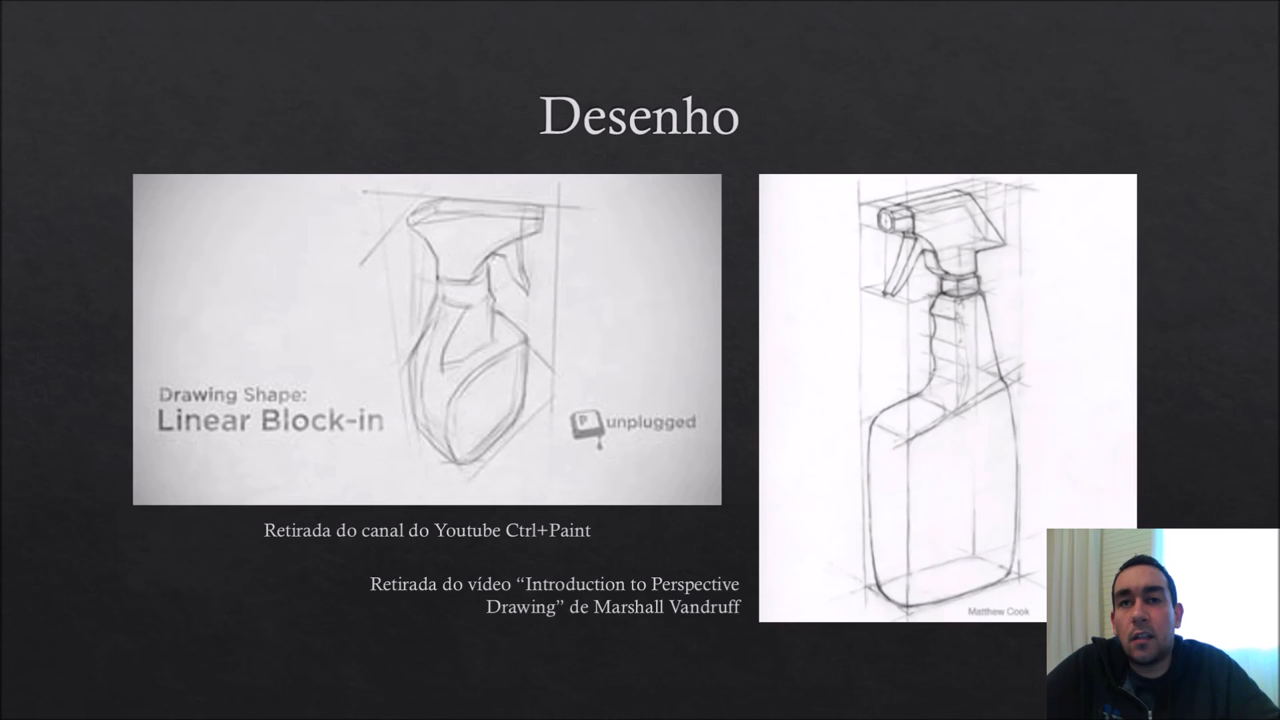 Desenho
Drawing Shape:
Linear Block-in
P unplugged
Retirada do canal do Youtube Ctrl+Paint
Retirada do vídeo “Introduction to Perspective
Drawing” de Marshall Vandruff
Matthew Cook